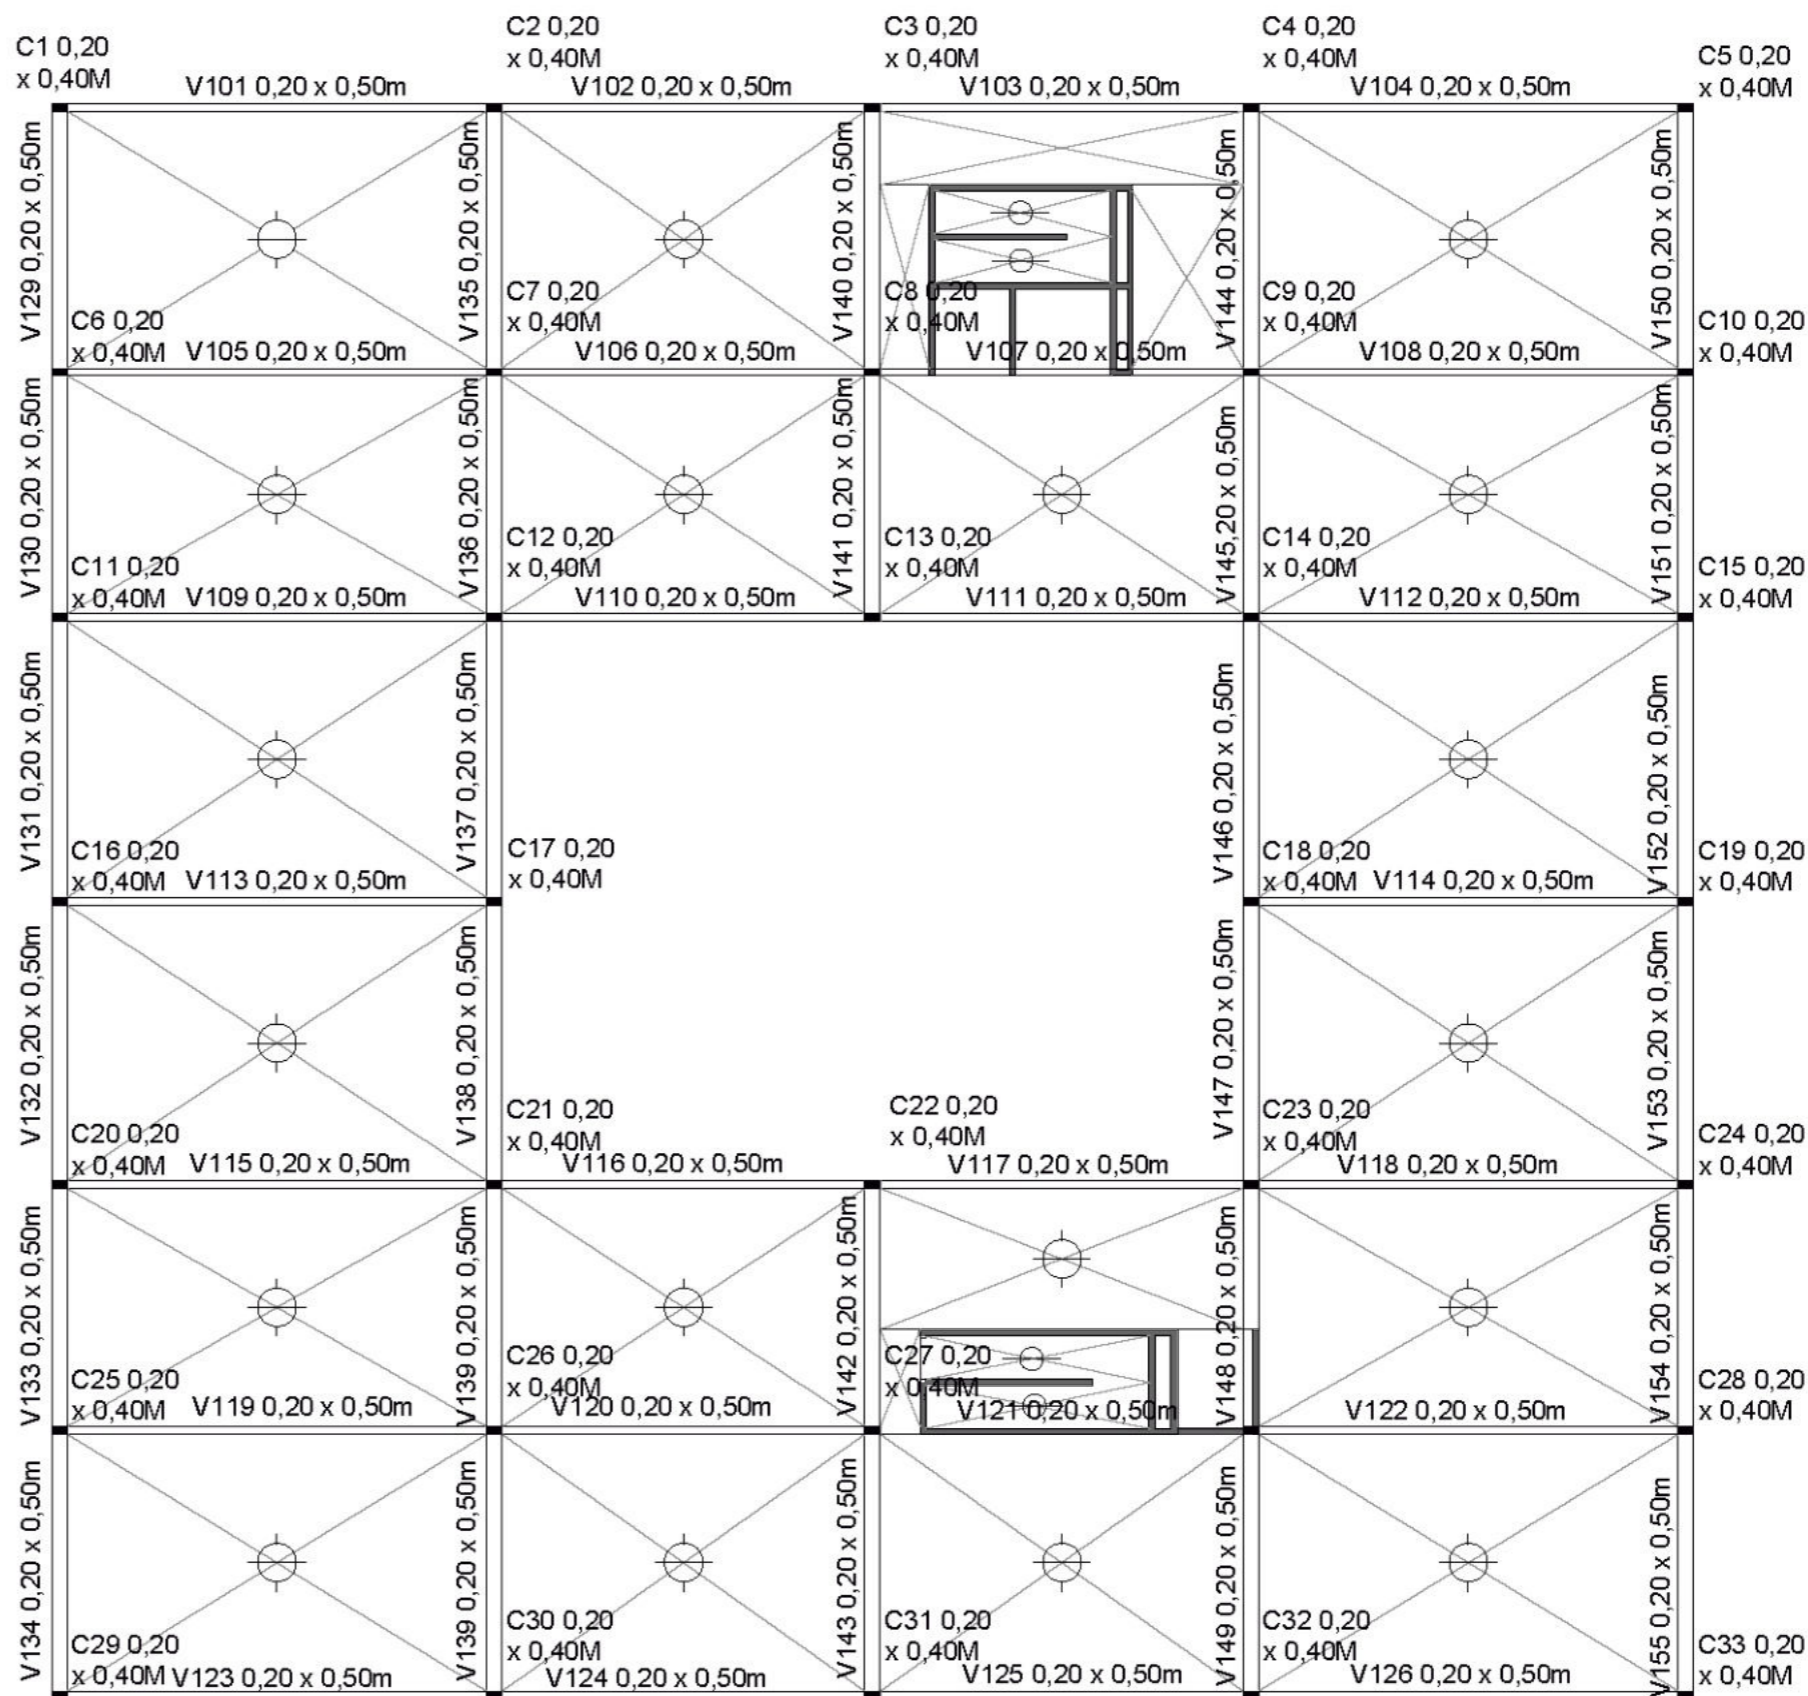 C1 0,20
x 0,40M
C2 0,20
x 0,40M
C3 0,20
x 0,40M
C4 0,20
x 0,40M
C5 0,20
x 0,40M
V101 0,20 x 0,50m
V102 0,20 x 0,50m
V103 0,20 x 0,50m
V104 0,20 x 0,50m
V129 0,20 x 0,50m
V135 0,20 x 0,50m
V140 0,20 x 0,50m
V144 0,20 x 0,50m
V150 0,20 x 0,50m
C6 0,20
x 0,40M
C7 0,20
x 0,40M
C8 0,20
x 0,40M
C9 0,20
x 0,40M
C10 0,20
x 0,40M
V105 0,20 x 0,50m
V106 0,20 x 0,50m
V107 0,20 x 0,50m
V108 0,20 x 0,50m
V130 0,20 x 0,50m
V136 0,20 x 0,50m
V141 0,20 x 0,50m
V145,20 x 0,50m
V151 0,20 x 0,50m
C11 0,20
x 0,40M
C12 0,20
x 0,40M
C13 0,20
x 0,40M
C14 0,20
x 0,40M
C15 0,20
x 0,40M
V109 0,20 x 0,50m
V110 0,20 x 0,50m
V111 0,20 x 0,50m
V112 0,20 x 0,50m
V131 0,20 x 0,50m
V137 0,20 x 0,50m
V146 0,20 x 0,50m
V152 0,20 x 0,50m
C16 0,20
x 0,40M
C17 0,20
x 0,40M
C18 0,20
x 0,40M
C19 0,20
x 0,40M
V113 0,20 x 0,50m
V114 0,20 x 0,50m
V132 0,20 x 0,50m
V138 0,20 x 0,50m
V147 0,20 x 0,50m
V153 0,20 x 0,50m
C20 0,20
x 0,40M
C21 0,20
x 0,40M
C22 0,20
x 0,40M
C23 0,20
x 0,40M
C24 0,20
x 0,40M
V115 0,20 x 0,50m
V116 0,20 x 0,50m
V117 0,20 x 0,50m
V118 0,20 x 0,50m
V133 0,20 x 0,50m
V139 0,20 x 0,50m
V142 0,20 x 0,50m
V148 0,20 x 0,50m
V154 0,20 x 0,50m
C25 0,20
x 0,40M
C26 0,20
x 0,40M
C27 0,20
x 0,40M
C28 0,20
x 0,40M
V119 0,20 x 0,50m
V120 0,20 x 0,50m
V121 0,20 x 0,50m
V122 0,20 x 0,50m
V134 0,20 x 0,50m
V139 0,20 x 0,50m
V143 0,20 x 0,50m
V149 0,20 x 0,50m
V155 0,20 x 0,50m
C29 0,20
x 0,40M
C30 0,20
x 0,40M
C31 0,20
x 0,40M
C32 0,20
x 0,40M
C33 0,20
x 0,40M
V123 0,20 x 0,50m
V124 0,20 x 0,50m
V125 0,20 x 0,50m
V126 0,20 x 0,50m